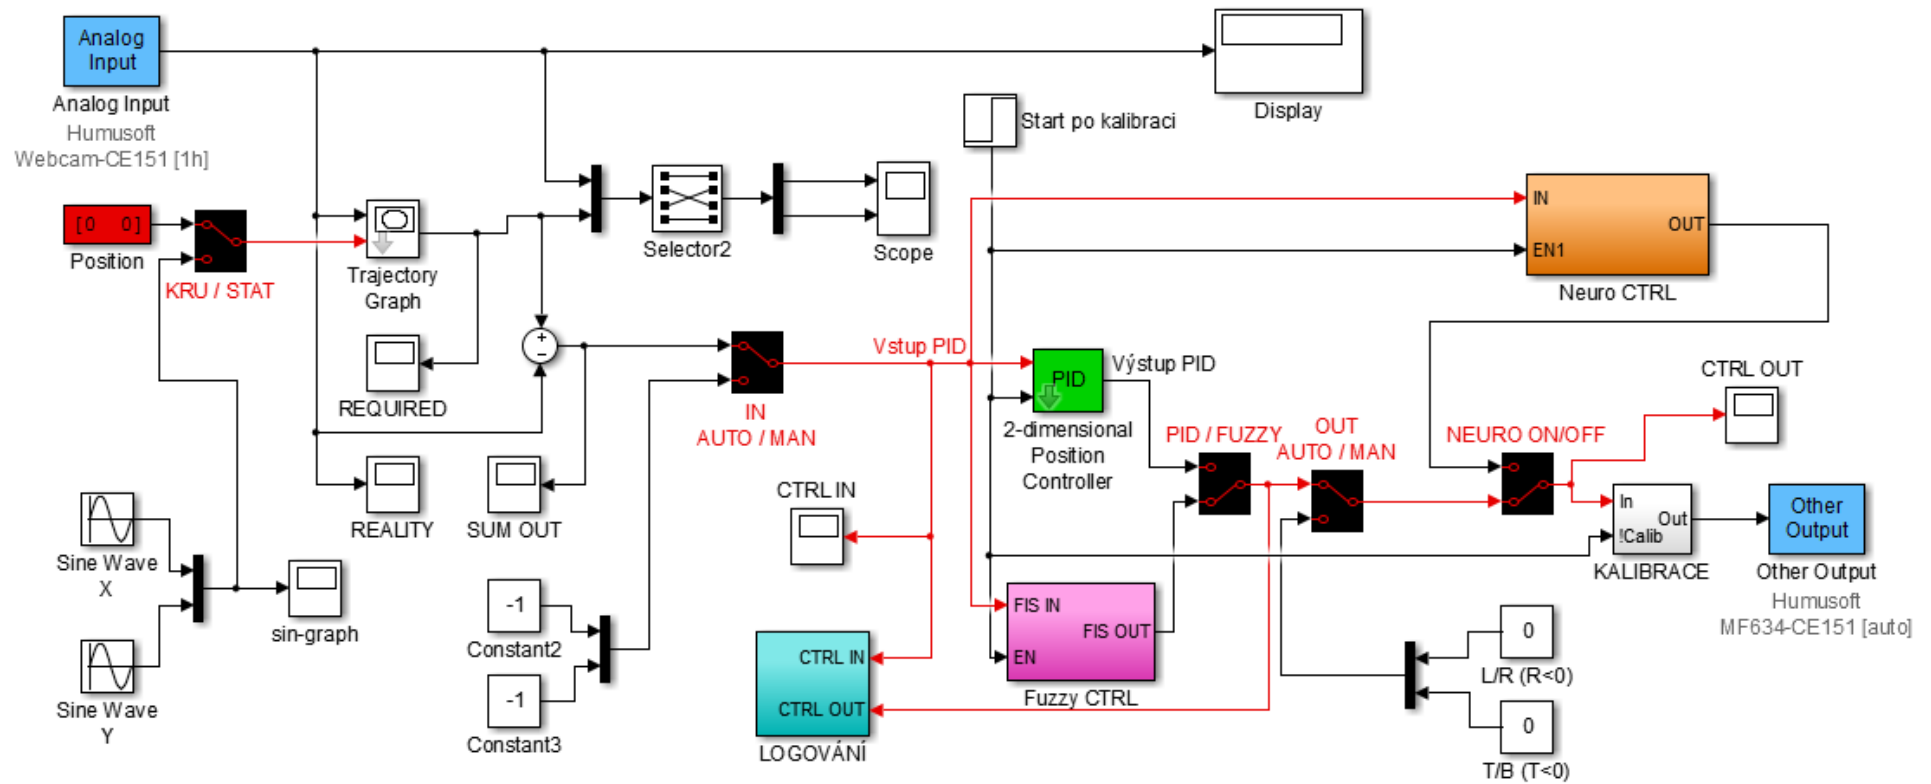 Analog
Input
Analog Input
Humusoft
Webcam-CE151 [1h]
Display
Start po kalibraci
[0 0]
Position
KRU / STAT
Trajectory
Graph
Selector2
Scope
IN
OUT
EN1
Neuro CTRL
REQUIRED
+
−
Vstup PID
PID
Výstup PID
2-dimensional
Position
Controller
IN
AUTO / MAN
PID / FUZZY
OUT
AUTO / MAN
NEURO ON/OFF
CTRL OUT
REALITY
SUM OUT
CTRL IN
In
Out
!Calib
KALIBRACE
Other
Output
Other Output
Humusoft
MF634-CE151 [auto]
Sine Wave
X
sin-graph
Sine Wave
Y
-1
Constant2
-1
Constant3
CTRL IN
CTRL OUT
LOGOVÁNÍ
FIS IN
FIS OUT
EN
Fuzzy CTRL
0
L/R (R<0)
0
T/B (T<0)